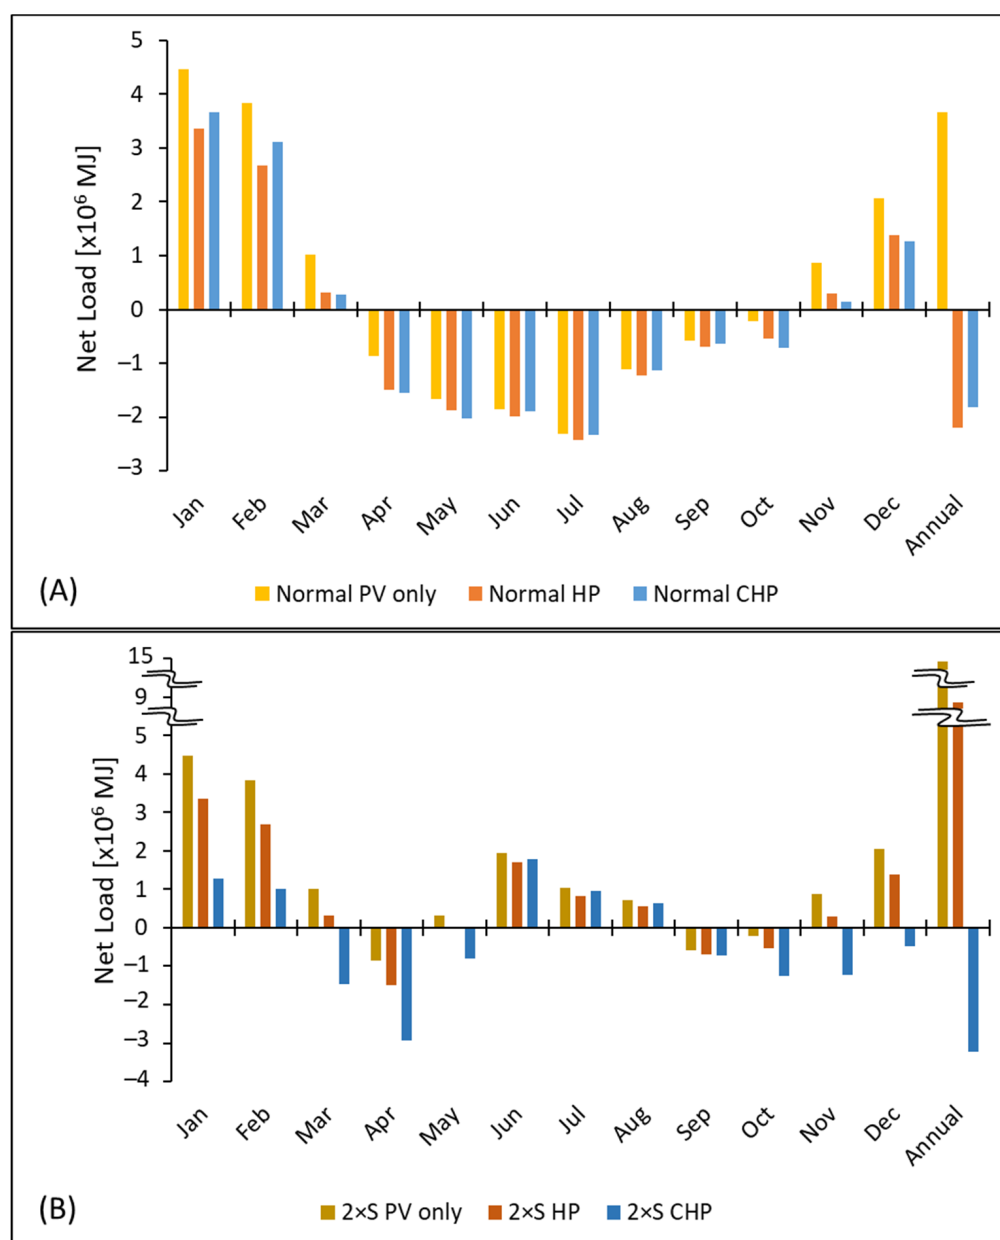 Net Load [x10⁶ MJ]
5
4
3
2
1
0
–1
–2
–3
Jan Feb Mar Apr May Jun Jul Aug Sep Oct Nov Dec Annual
(A)
Normal PV only Normal HP Normal CHP
Net Load [x10⁶ MJ]
15
9
5
4
3
2
1
0
–1
–2
–3
–4
Jan Feb Mar Apr May Jun Jul Aug Sep Oct Nov Dec Annual
(B)
2×S PV only 2×S HP 2×S CHP